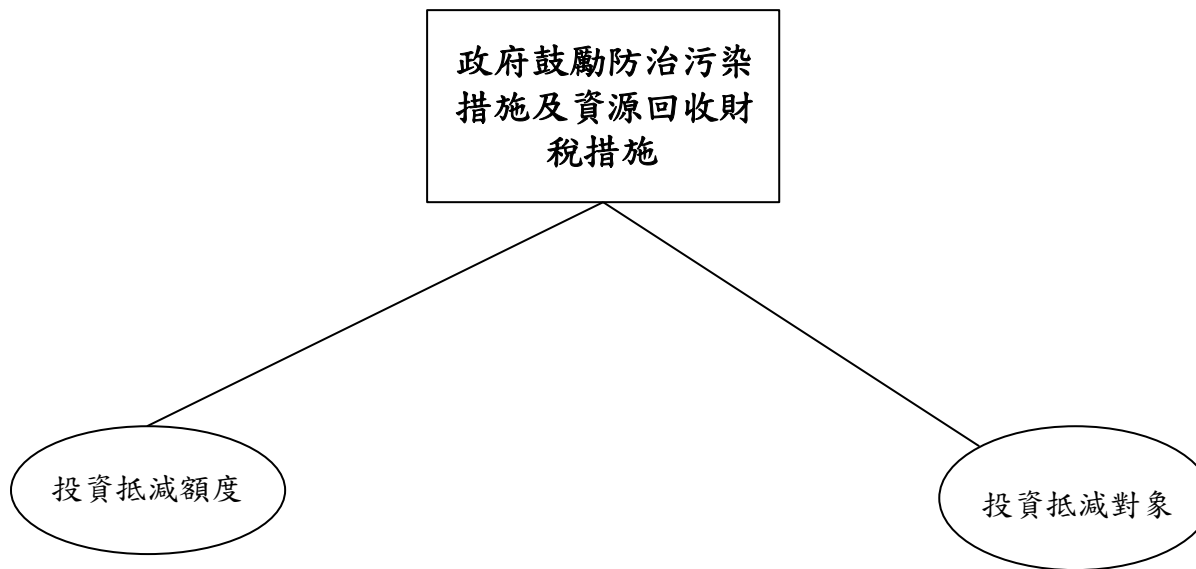 政府鼓勵防治污染
措施及資源回收財
稅措施
投資抵減額度
投資抵減對象